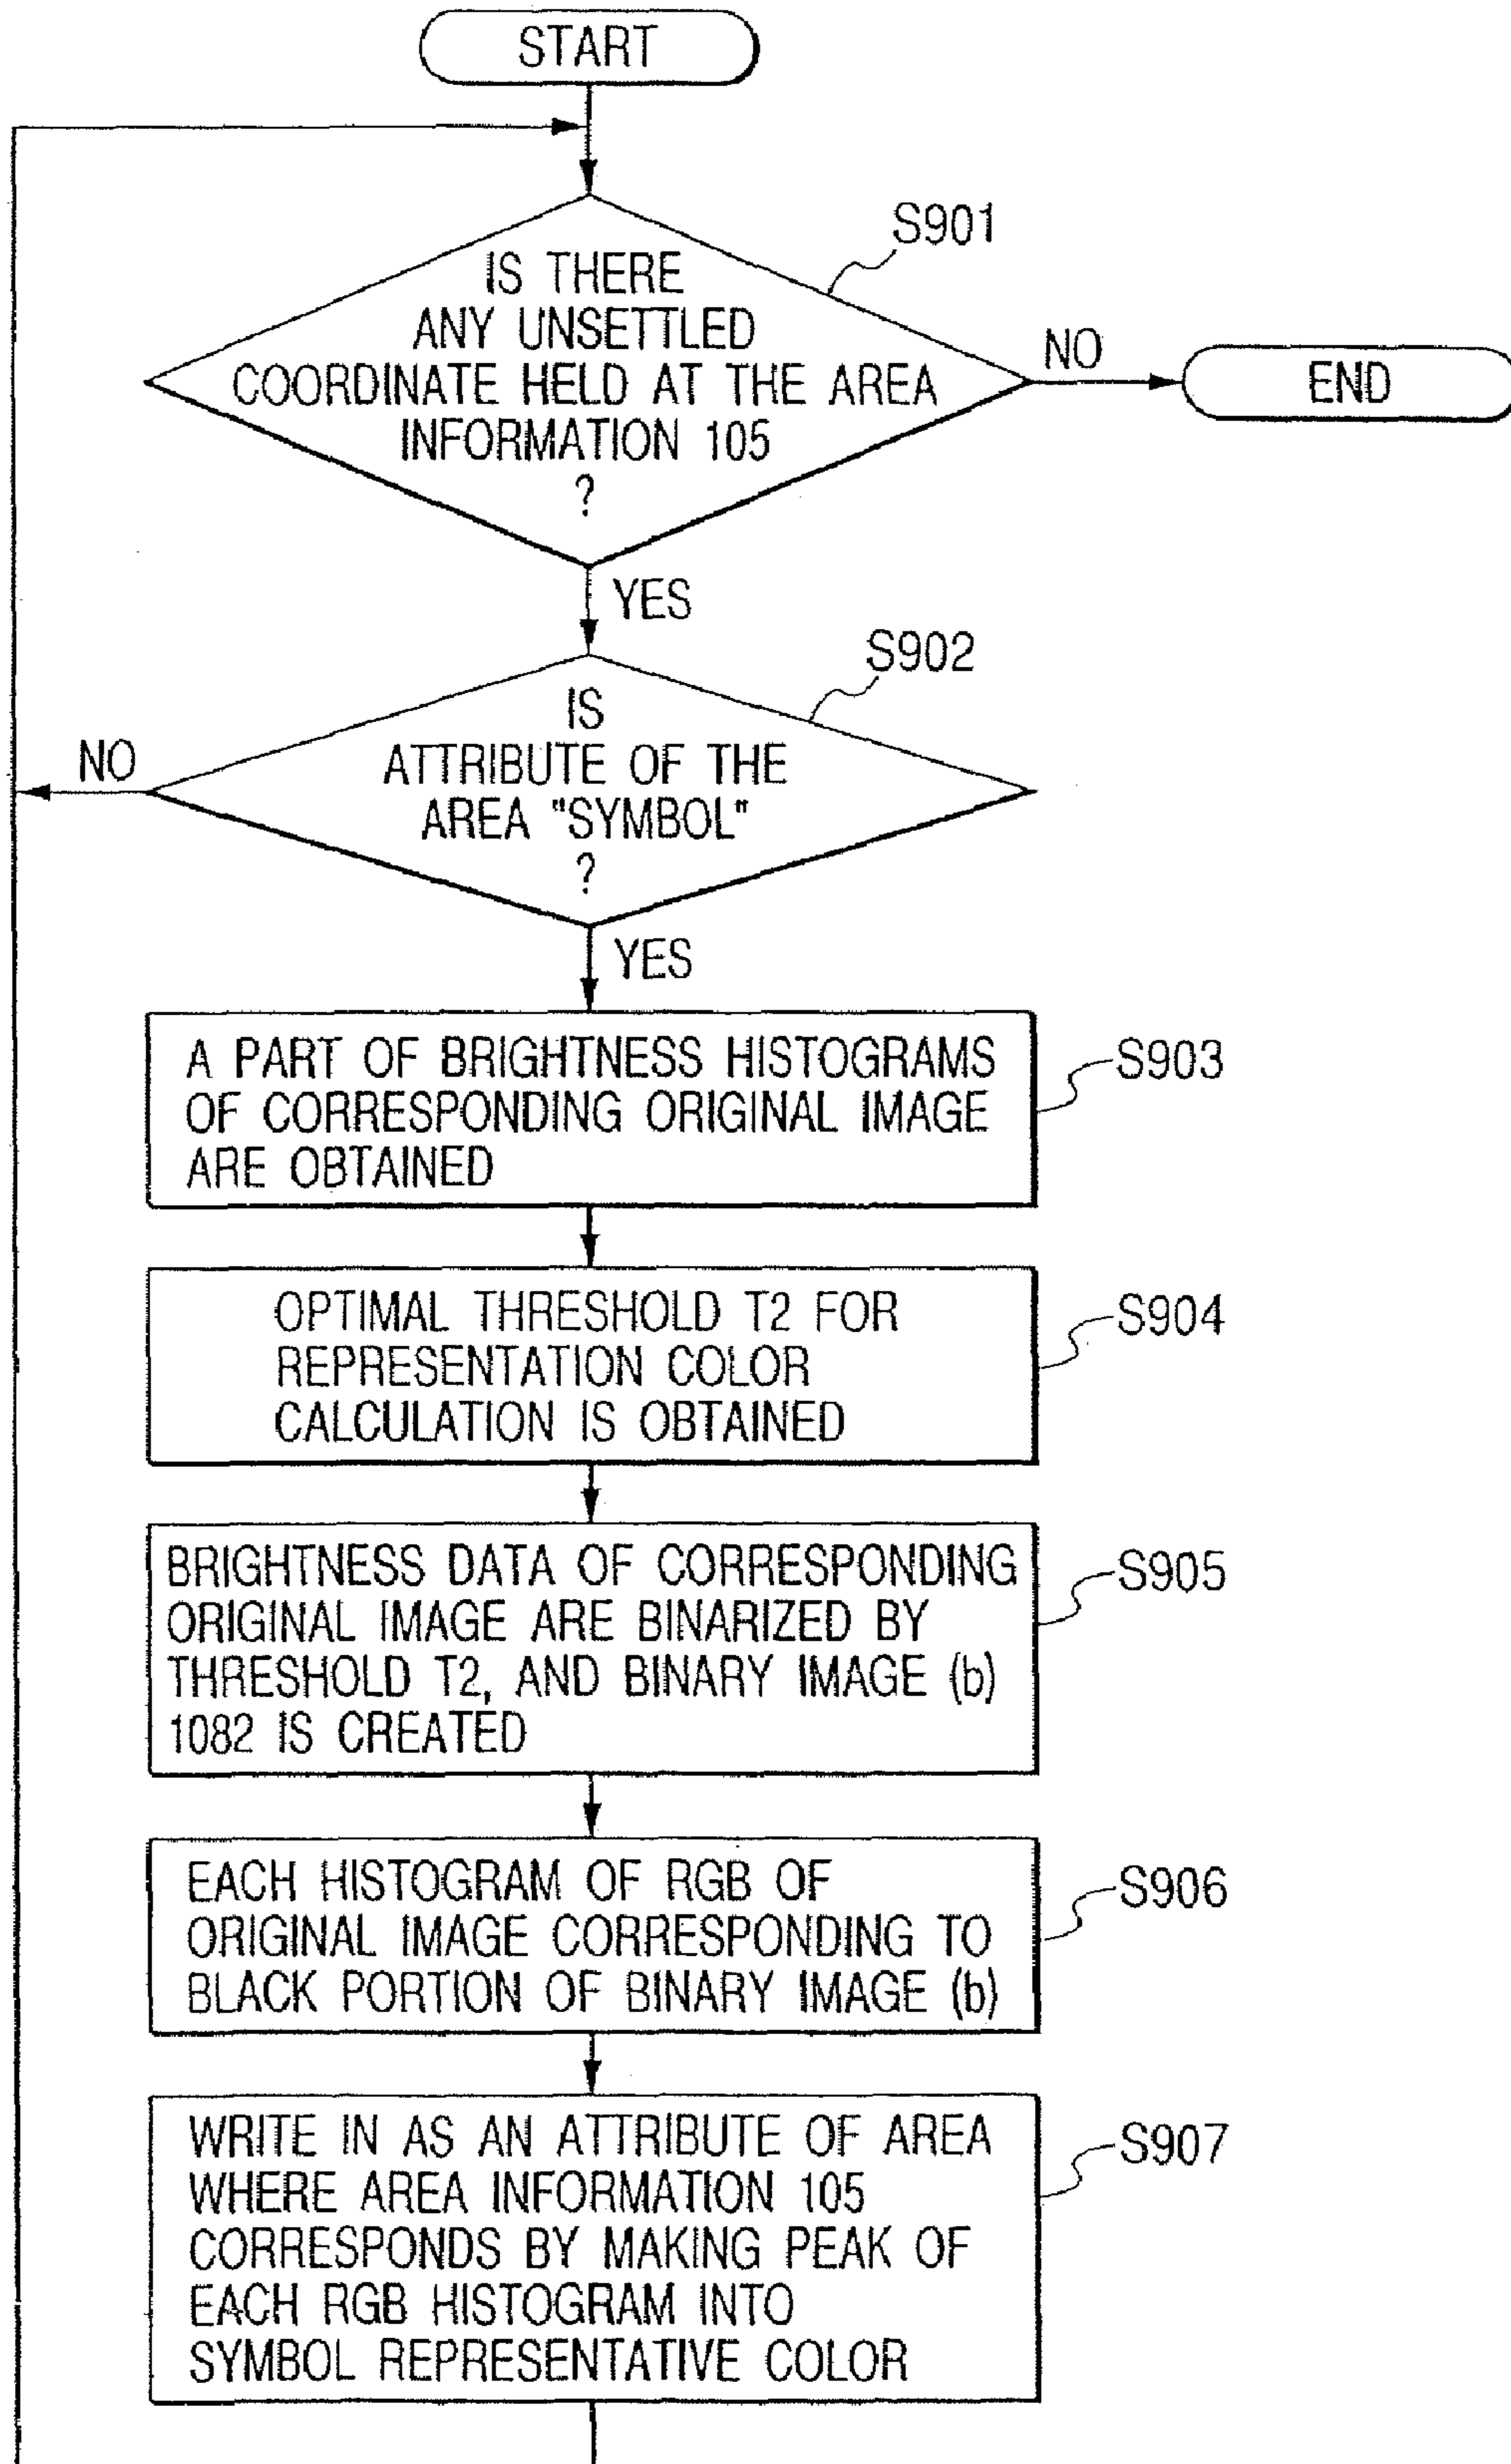 START
S901
IS THERE
ANY UNSETTLED
COORDINATE HELD AT THE AREA
INFORMATION 105
?
NO
END
YES
S902
IS
ATTRIBUTE OF THE
AREA "SYMBOL"
?
NO
YES
A PART OF BRIGHTNESS HISTOGRAMS
OF CORRESPONDING ORIGINAL IMAGE
ARE OBTAINED
S903
OPTIMAL THRESHOLD T2 FOR
REPRESENTATION COLOR
CALCULATION IS OBTAINED
S904
BRIGHTNESS DATA OF CORRESPONDING
ORIGINAL IMAGE ARE BINARIZED BY
THRESHOLD T2, AND BINARY IMAGE (b)
1082 IS CREATED
S905
EACH HISTOGRAM OF RGB OF
ORIGINAL IMAGE CORRESPONDING TO
BLACK PORTION OF BINARY IMAGE (b)
S906
WRITE IN AS AN ATTRIBUTE OF AREA
WHERE AREA INFORMATION 105
CORRESPONDS BY MAKING PEAK OF
EACH RGB HISTOGRAM INTO
SYMBOL REPRESENTATIVE COLOR
S907